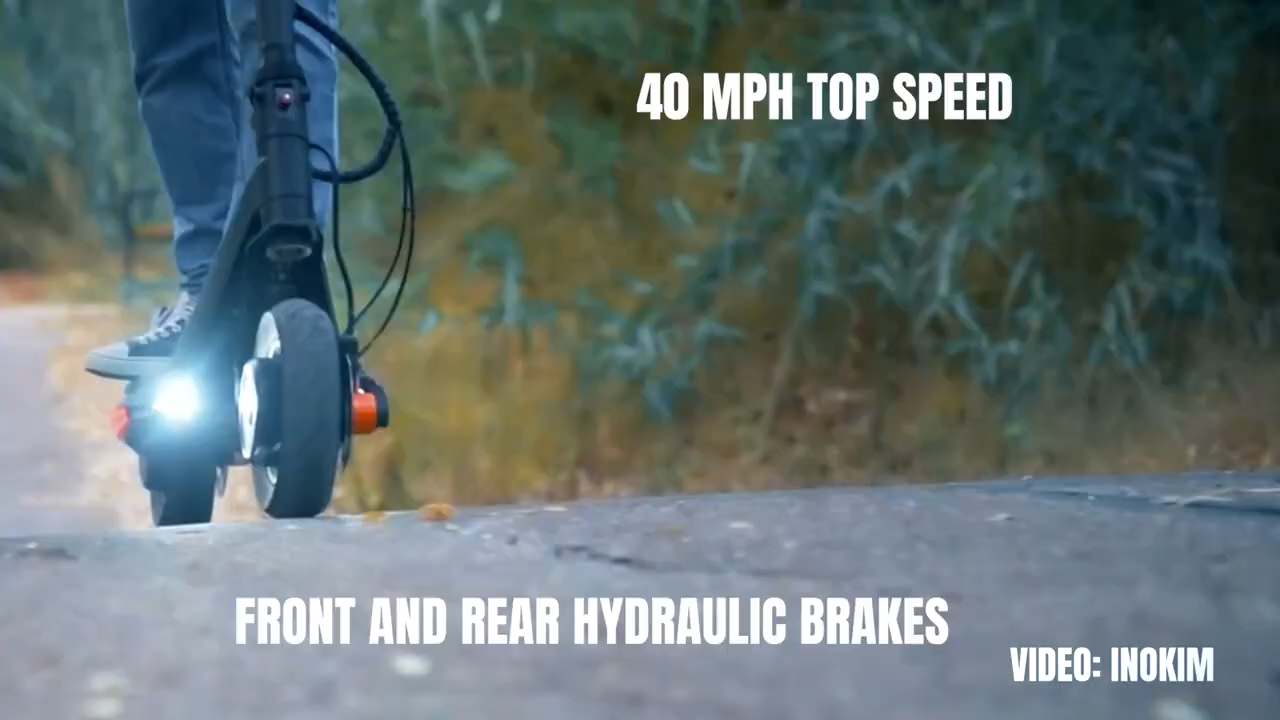 40 MPH TOP SPEED
FRONT AND REAR HYDRAULIC BRAKES
VIDEO: INOKIM